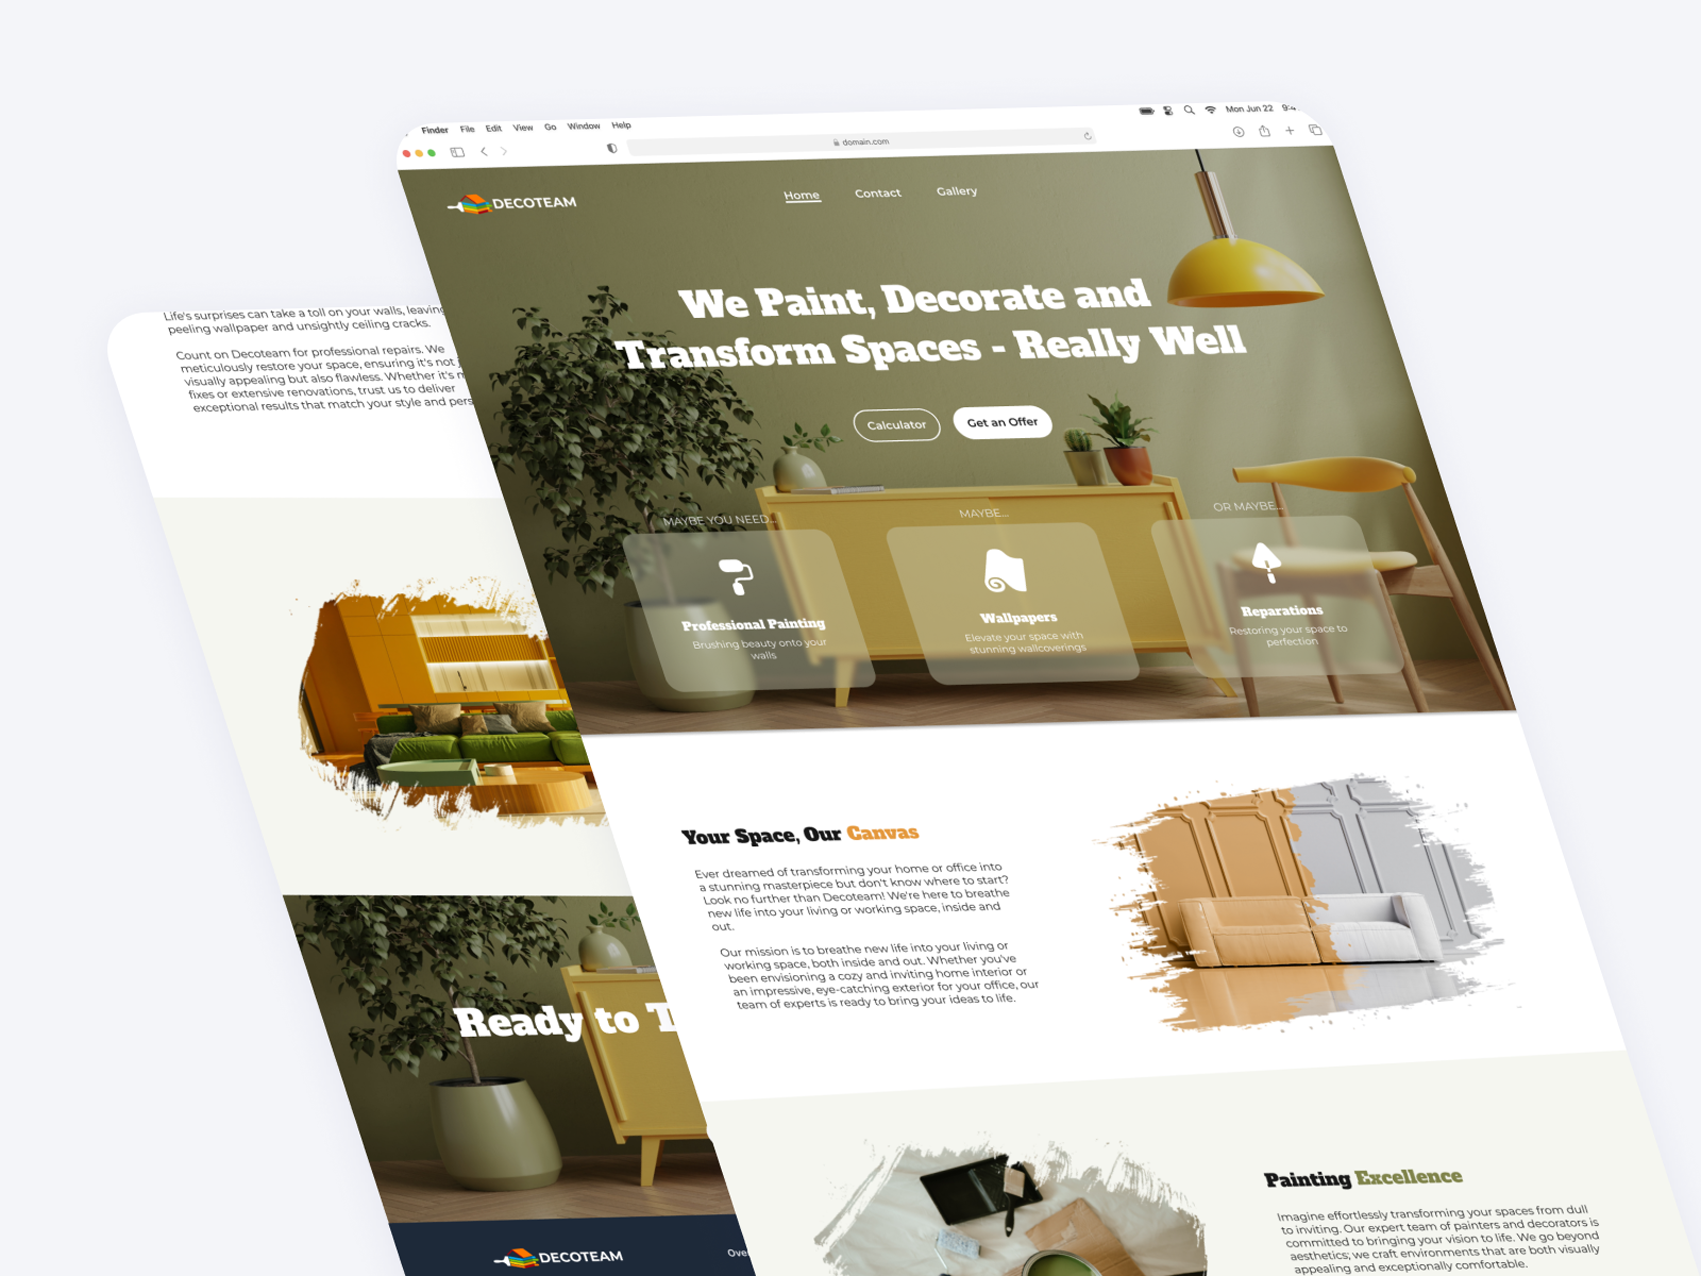 Finder File Edit View Go Window Help
Mon Jun 22
domain.com
DECOTEAM
Home Contact Gallery
We Paint, Decorate and
Transform Spaces - Really Well
Calculator
Get an Offer
MAYBE YOU NEED...
Professional Painting
Brushing beauty onto your
walls
MAYBE...
Wallpapers
Elevate your space with
stunning wallcoverings
OR MAYBE...
Reparations
Restoring your space to
perfection
Your Space, Our Canvas
Ever dreamed of transforming your home or office into
a stunning masterpiece but don't know where to start?
Look no further than Decoteam! We're here to breathe
new life into your living or working space, inside and
out.
Our mission is to breathe new life into your living or
working space, both inside and out. Whether you've
been envisioning a cozy and inviting home interior or
an impressive, eye-catching exterior for your office, our
team of experts is ready to bring your ideas to life.
Painting Excellence
Imagine effortlessly transforming your spaces from dull
to inviting. Our expert team of painters and decorators is
committed to bringing your vision to life. We go beyond
aesthetics; we craft environments that are both visually
appealing and exceptionally comfortable.
Life's surprises can take a toll on your walls, leaving
peeling wallpaper and unsightly ceiling cracks.
Count on Decoteam for professional repairs. We
meticulously restore your space, ensuring it's not
visually appealing but also flawless. Whether it's
fixes or extensive renovations, trust us to deliver
exceptional results that match your style and
Ready to
DECOTEAM